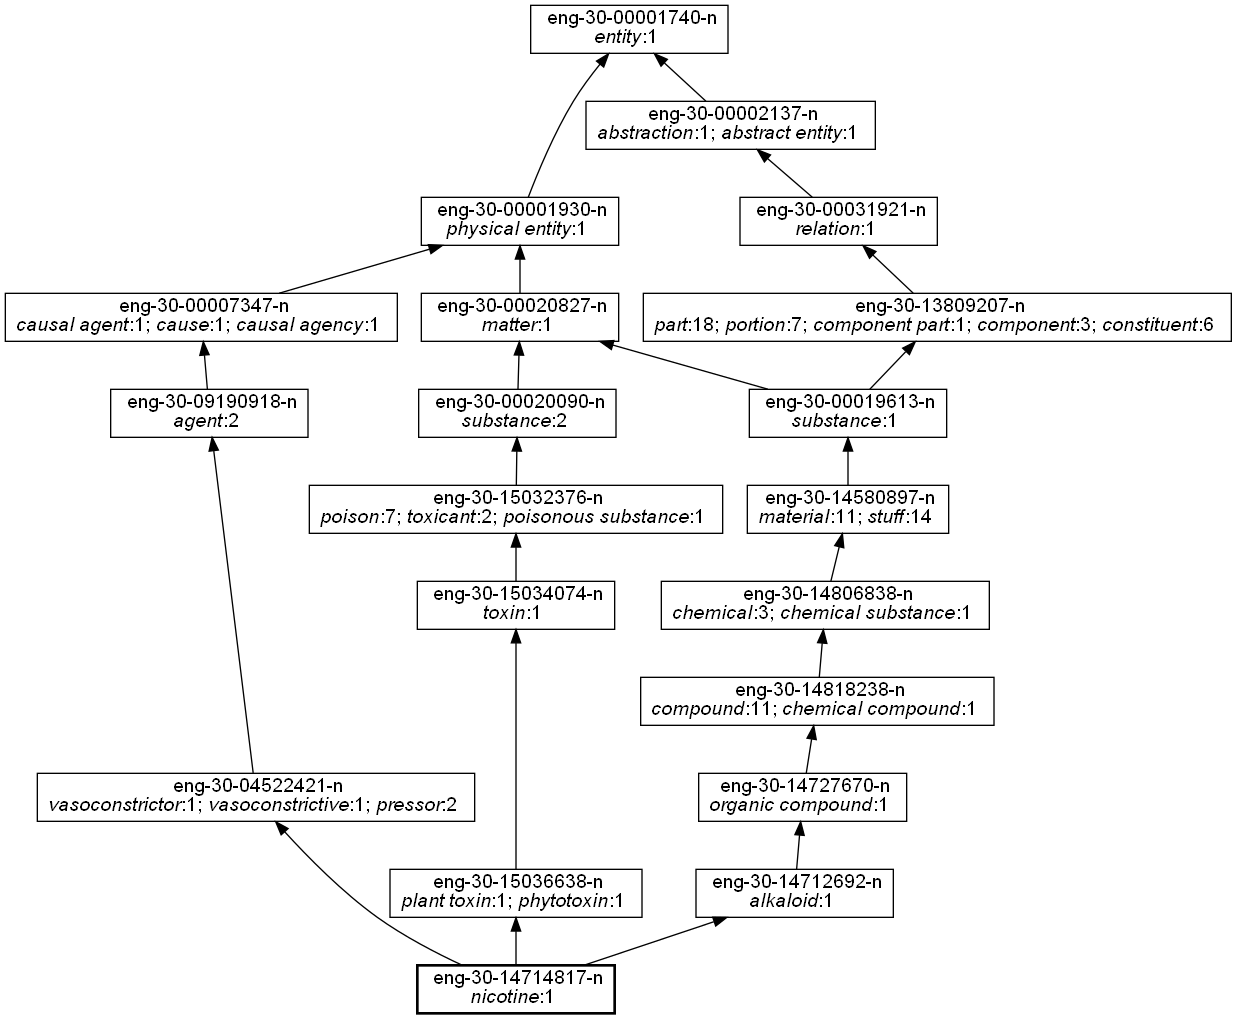 eng-30-00001740-n
entity:1
eng-30-00002137-n
abstraction:1; abstract entity:1
eng-30-00001930-n
physical entity:1
eng-30-00031921-n
relation:1
eng-30-00007347-n
causal agent:1; cause:1; causal agency:1
eng-30-00020827-n
matter:1
eng-30-13809207-n
part:18; portion:7; component part:1; component:3; constituent:6
eng-30-09190918-n
agent:2
eng-30-00020090-n
substance:2
eng-30-00019613-n
substance:1
eng-30-15032376-n
poison:7; toxicant:2; poisonous substance:1
eng-30-14580897-n
material:11; stuff:14
eng-30-15034074-n
toxin:1
eng-30-14806838-n
chemical:3; chemical substance:1
eng-30-14818238-n
compound:11; chemical compound:1
eng-30-04522421-n
vasoconstrictor:1; vasoconstrictive:1; pressor:2
eng-30-14727670-n
organic compound:1
eng-30-15036638-n
plant toxin:1; phytotoxin:1
eng-30-14712692-n
alkaloid:1
eng-30-14714817-n
nicotine:1